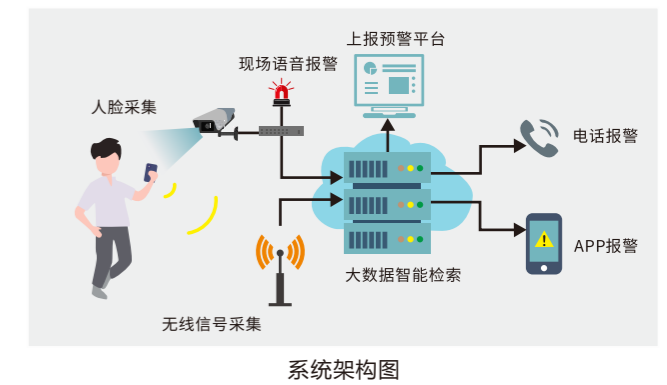 上报预警平台
现场语音报警
人脸采集
电话报警
APP报警
大数据智能检索
无线信号采集
系统架构图